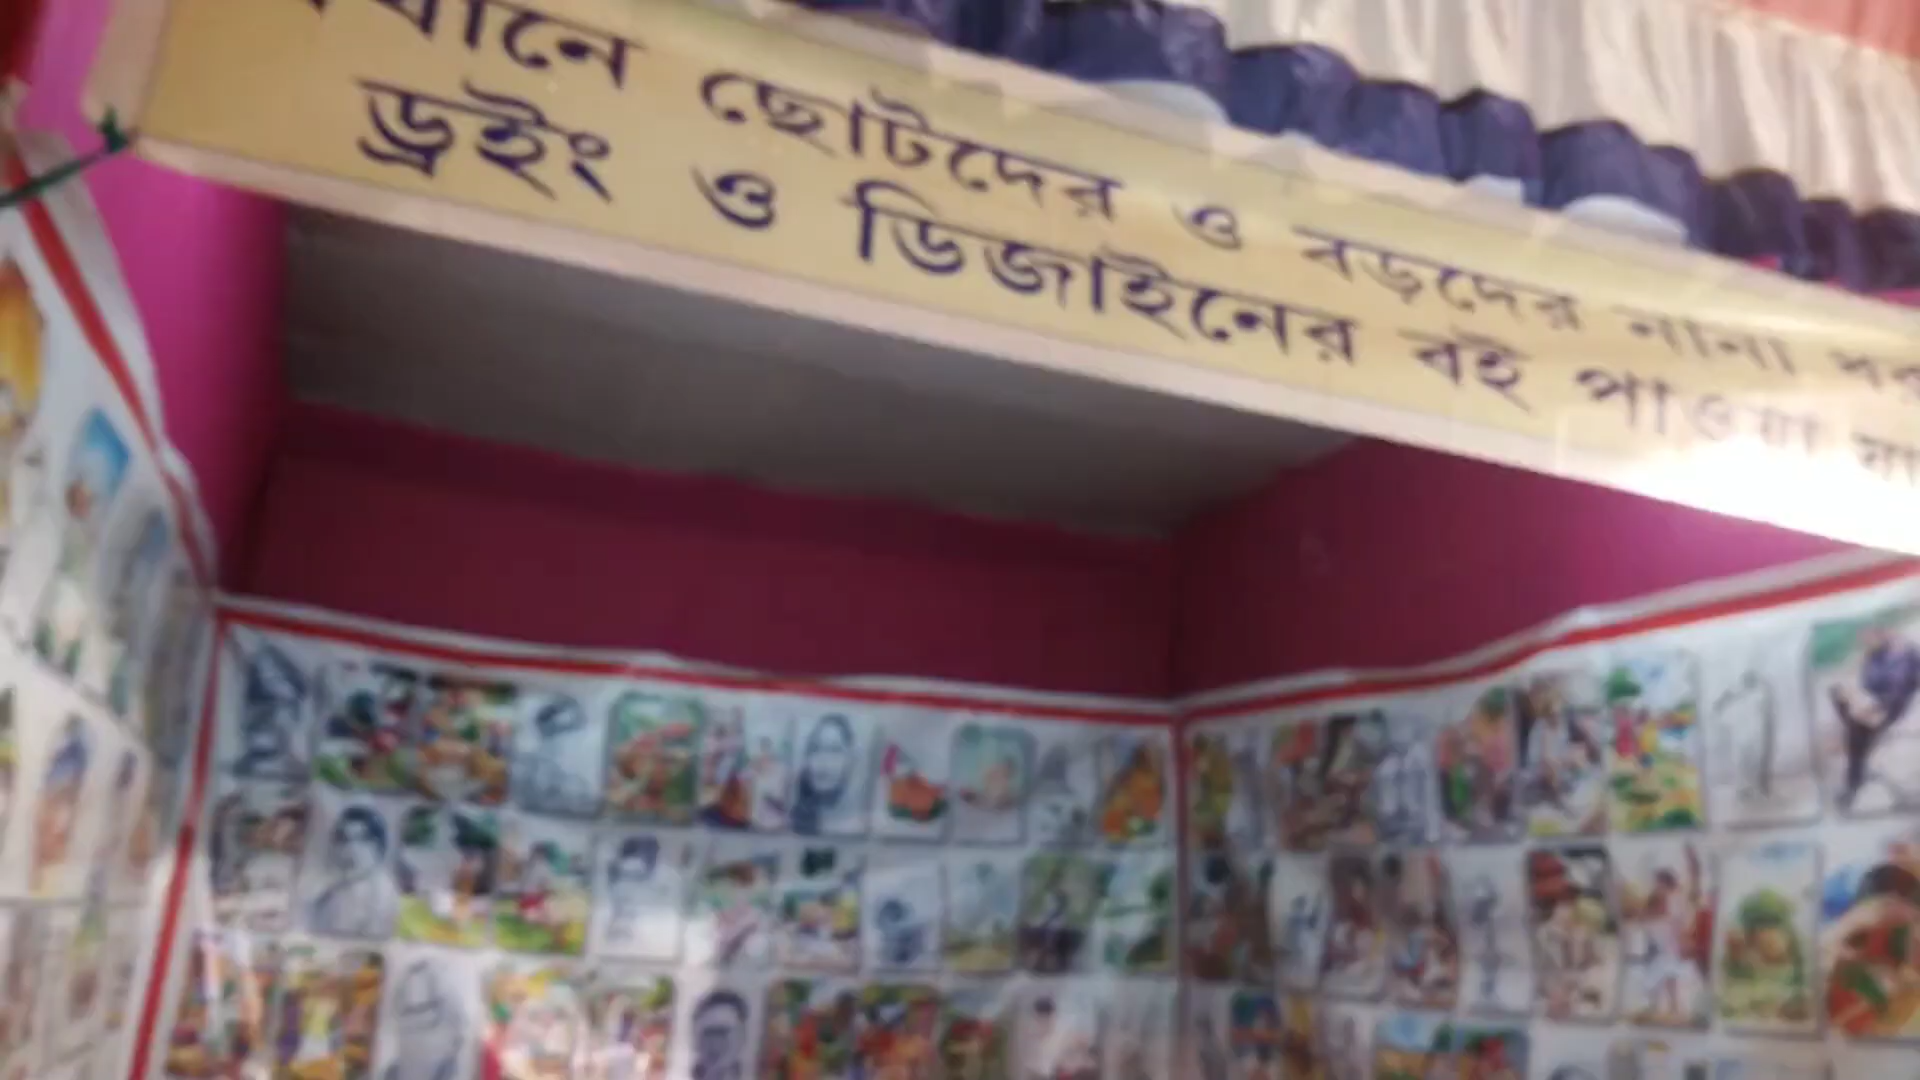 ছোটদের ও বড়দের নানা
ড্রইং ও ডিজাইনের বই পাওয়া